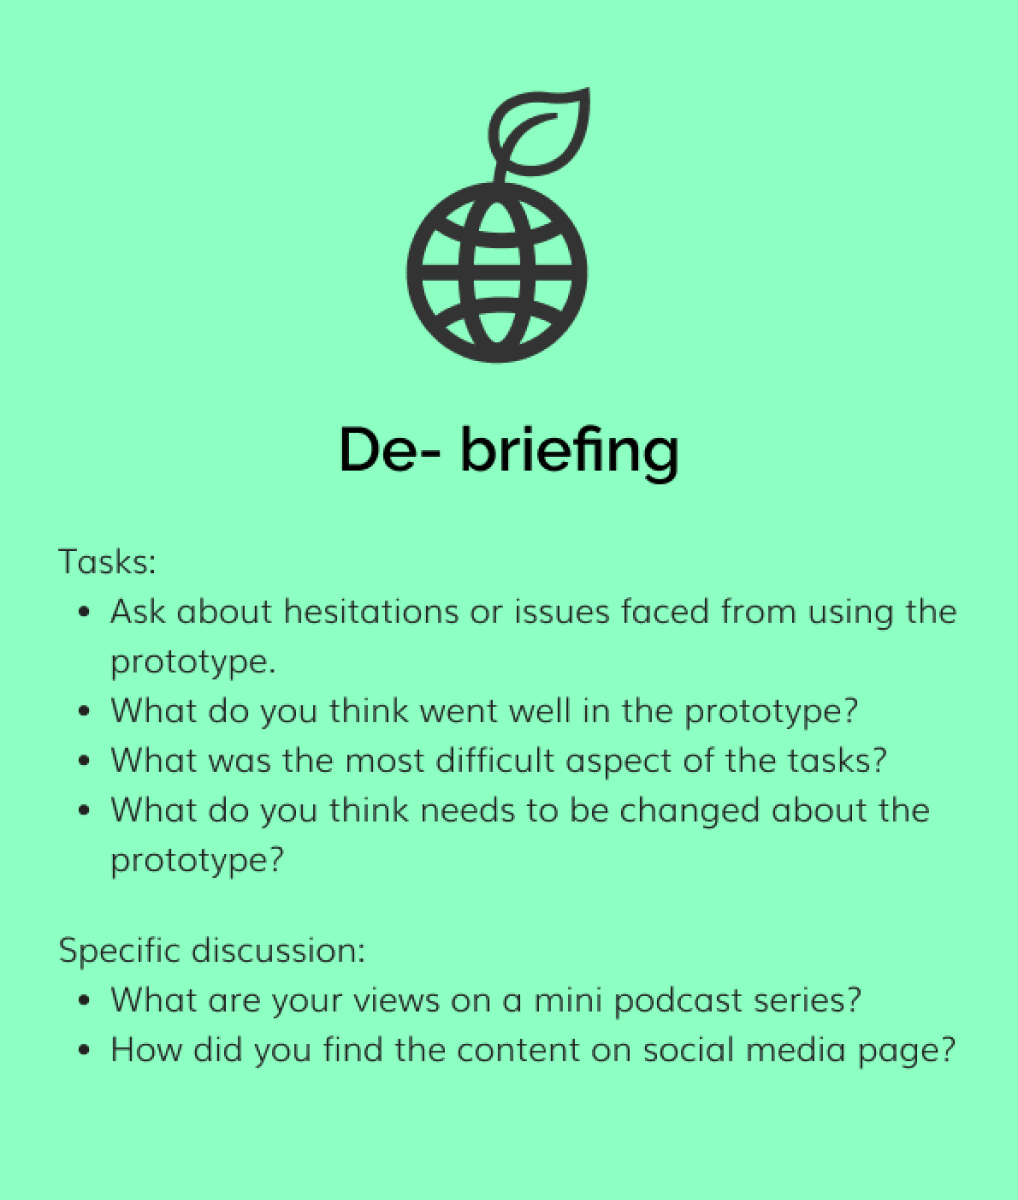 De- briefing
Tasks:
• Ask about hesitations or issues faced from using the
prototype.
• What do you think went well in the prototype?
• What was the most difficult aspect of the tasks?
• What do you think needs to be changed about the
prototype?
Specific discussion:
• What are your views on a mini podcast series?
• How did you find the content on social media page?